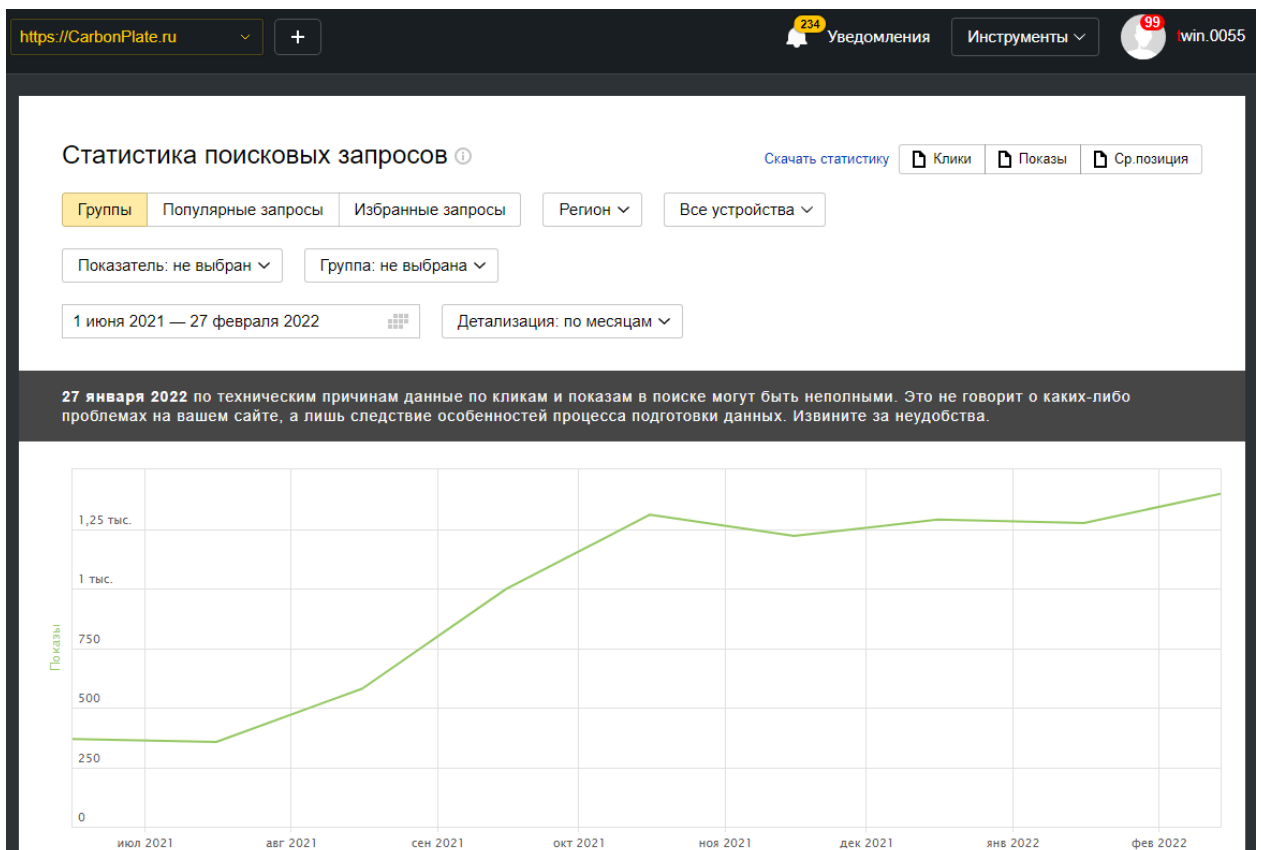 https://CarbonPlate.ru
+
234
Уведомления
Инструменты
99
twin.0055
Статистика поисковых запросов
Скачать статистику
Клики
Показы
Ср.позиция
Группы
Популярные запросы
Избранные запросы
Регион
Все устройства
Показатель: не выбран
Группа: не выбрана
1 июня 2021 — 27 февраля 2022
Детализация: по месяцам
27 января 2022 по техническим причинам данные по кликам и показам в поиске могут быть неполными. Это не говорит о каких-либо
проблемах на вашем сайте, а лишь следствие особенностей процесса подготовки данных. Извините за неудобства.
1,25 тыс.
1 тыс.
750
500
250
0
Показы
июл 2021
авг 2021
сен 2021
окт 2021
ноя 2021
дек 2021
янв 2022
фев 2022